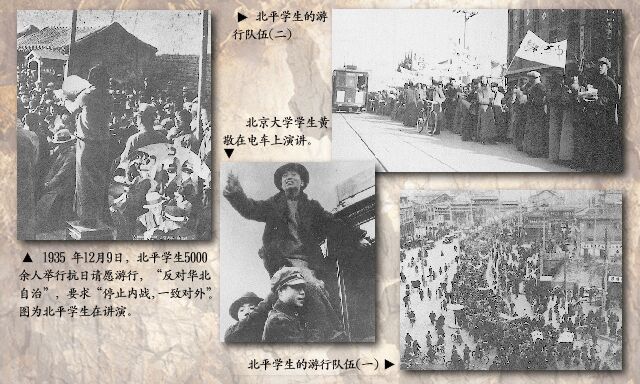 ▶ 北平学生的游
行队伍(二)
北京大学学生黄
敬在电车上演讲。
▼
▲ 1935 年12月9日，北平学生5000
余人举行抗日请愿游行，“反对华北
自治”，要求“停止内战,一致对外”。
图为北平学生在讲演。
北平学生的游行队伍(一) ▶